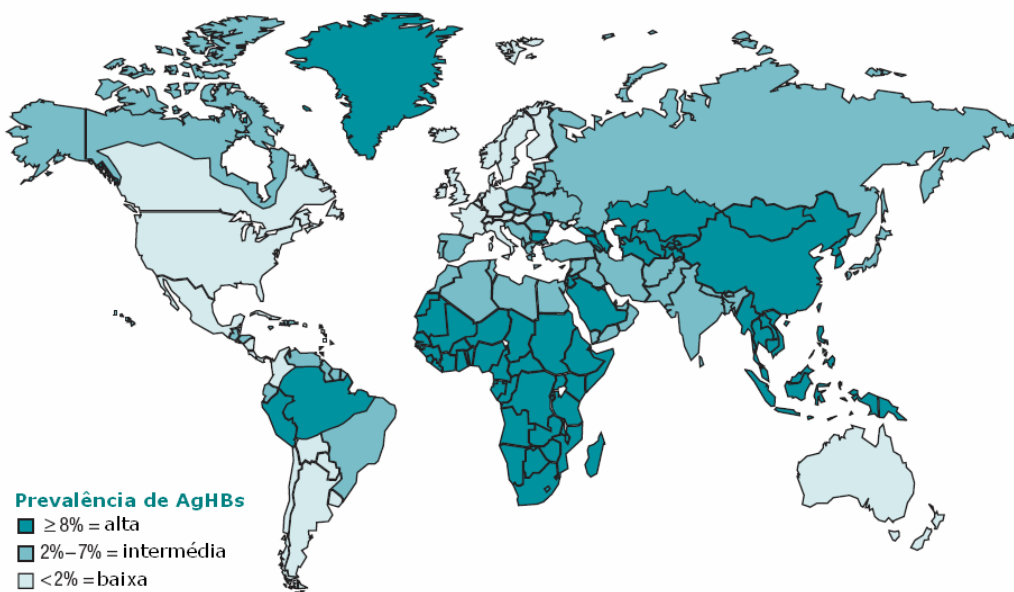 Prevalência de AgHBs
≥8% = alta
2%–7% = intermédia
<2% = baixa